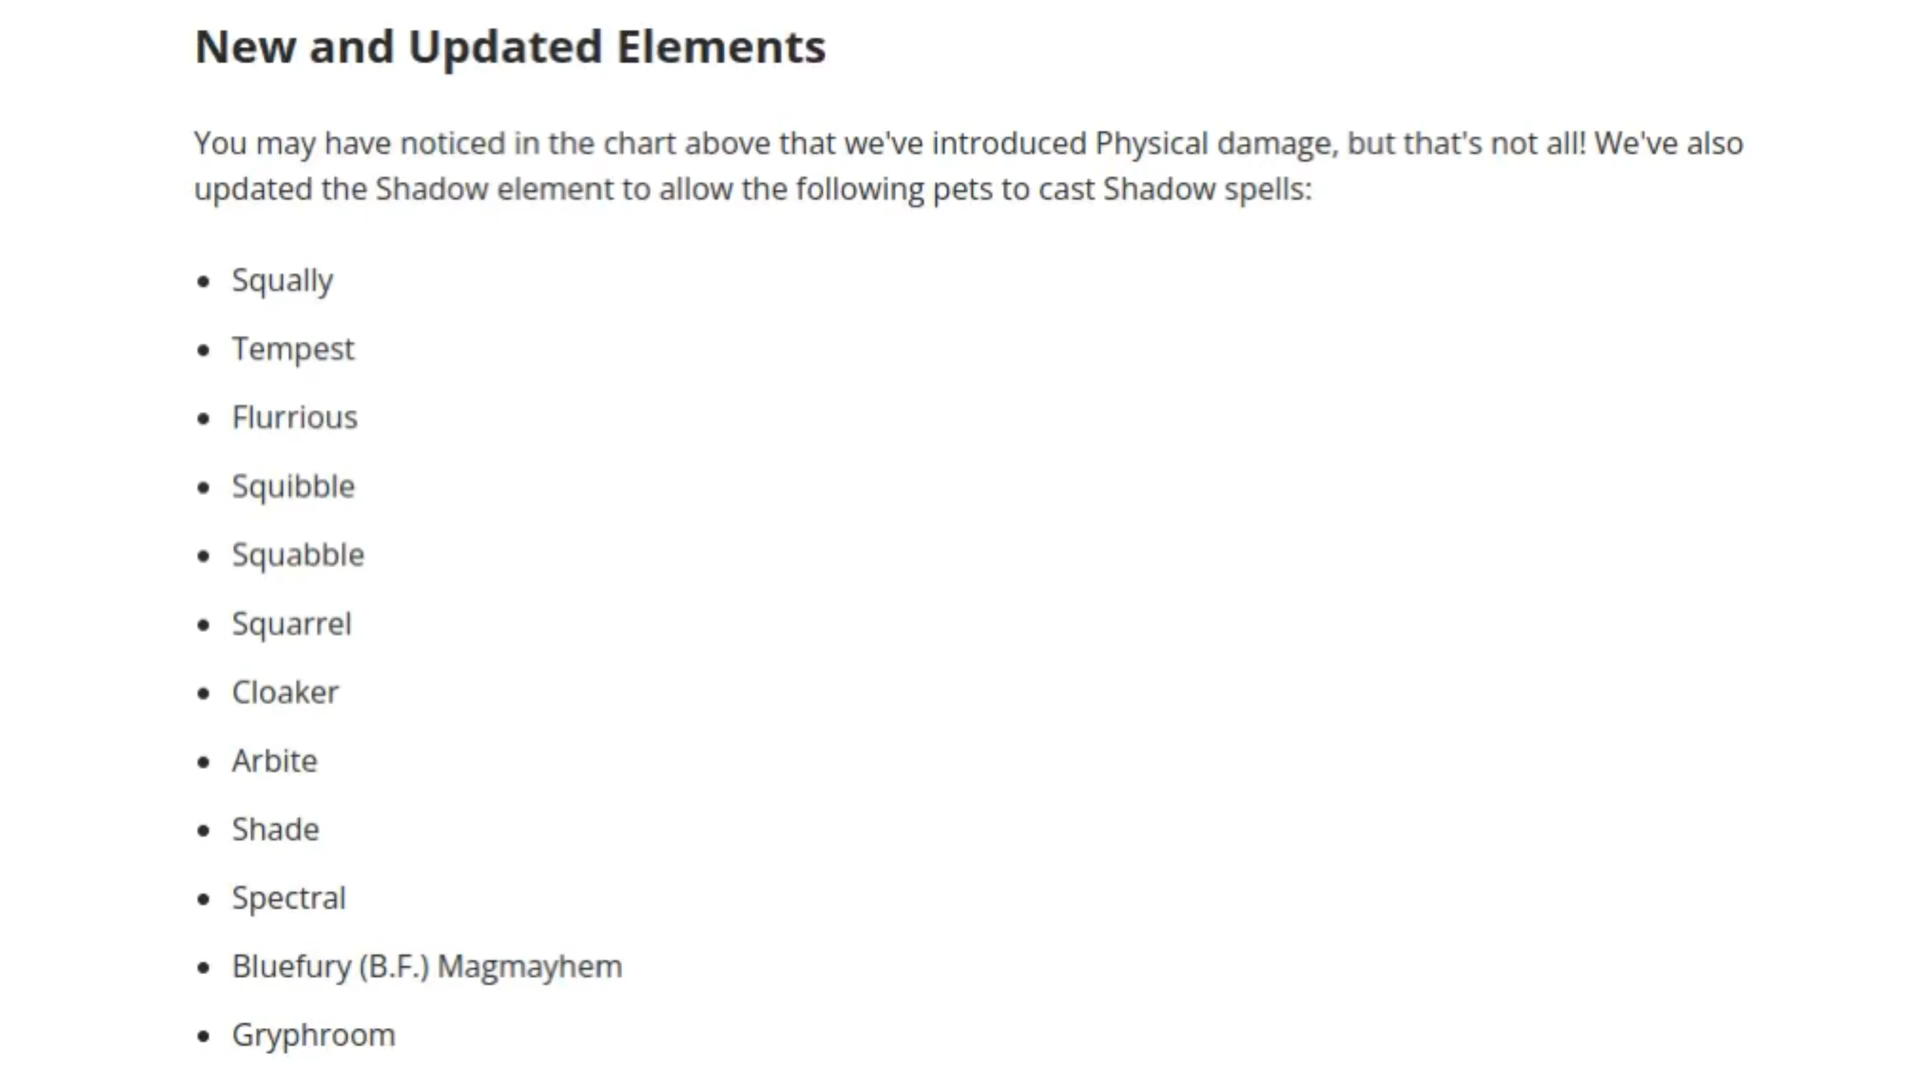 New and Updated Elements
You may have noticed in the chart above that we've introduced Physical damage, but that's not all! We've also
updated the Shadow element to allow the following pets to cast Shadow spells:
• Squally
• Tempest
• Flurrious
• Squibble
• Squabble
• Squarrel
• Cloaker
• Arbite
• Shade
• Spectral
• Bluefury (B.F.) Magmayhem
• Gryphroom